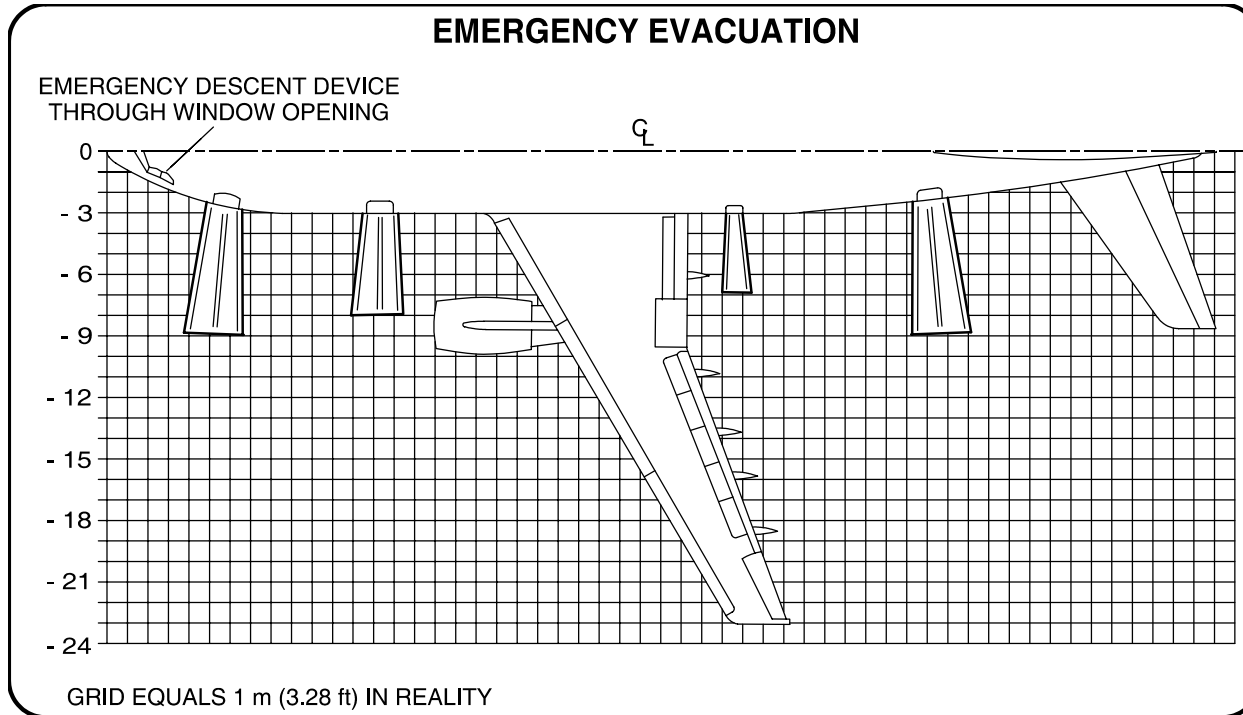 EMERGENCY EVACUATION
EMERGENCY DESCENT DEVICE
THROUGH WINDOW OPENING
CL
0
- 3
- 6
- 9
- 12
- 15
- 18
- 21
- 24
GRID EQUALS 1 m (3.28 ft) IN REALITY